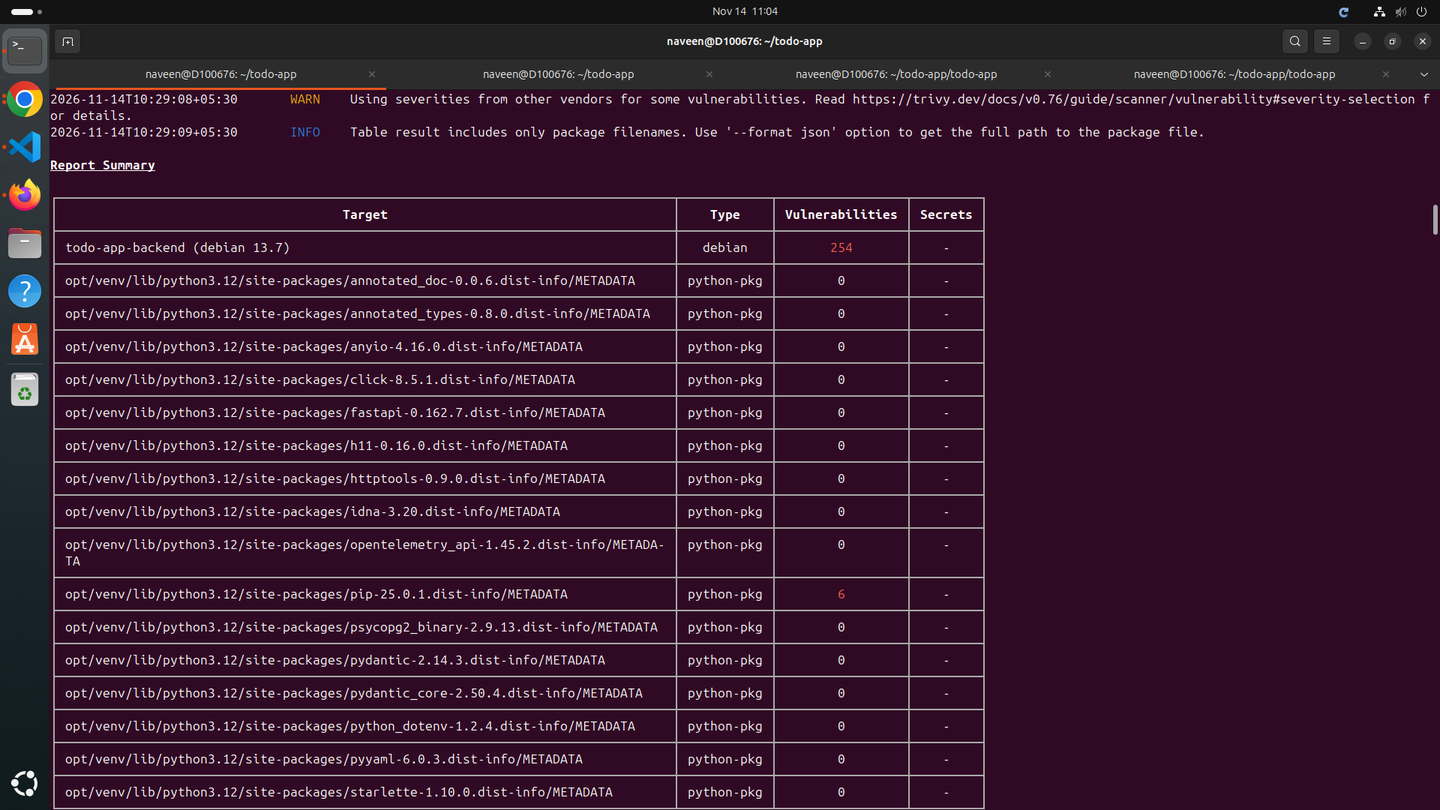 Nov 14 11:04
naveen@D100676: ~/todo-app
naveen@D100676: ~/todo-app
naveen@D100676: ~/todo-app
naveen@D100676: ~/todo-app/todo-app
naveen@D100676: ~/todo-app/todo-app
2026-11-14T10:29:08+05:30 WARN Using severities from other vendors for some vulnerabilities. Read https://trivy.dev/docs/v0.76/guide/scanner/vulnerability#severity-selection f
or details.
2026-11-14T10:29:09+05:30 INFO Table result includes only package filenames. Use '--format json' option to get the full path to the package file.
Report Summary
Target Type Vulnerabilities Secrets
todo-app-backend (debian 13.7) debian 254 -
opt/venv/lib/python3.12/site-packages/annotated_doc-0.0.6.dist-info/METADATA python-pkg 0 -
opt/venv/lib/python3.12/site-packages/annotated_types-0.8.0.dist-info/METADATA python-pkg 0 -
opt/venv/lib/python3.12/site-packages/anyio-4.16.0.dist-info/METADATA python-pkg 0 -
opt/venv/lib/python3.12/site-packages/click-8.5.1.dist-info/METADATA python-pkg 0 -
opt/venv/lib/python3.12/site-packages/fastapi-0.162.7.dist-info/METADATA python-pkg 0 -
opt/venv/lib/python3.12/site-packages/h11-0.16.0.dist-info/METADATA python-pkg 0 -
opt/venv/lib/python3.12/site-packages/httptools-0.9.0.dist-info/METADATA python-pkg 0 -
opt/venv/lib/python3.12/site-packages/idna-3.20.dist-info/METADATA python-pkg 0 -
opt/venv/lib/python3.12/site-packages/opentelemetry_api-1.45.2.dist-info/METADA- python-pkg 0 -
TA
opt/venv/lib/python3.12/site-packages/pip-25.0.1.dist-info/METADATA python-pkg 6 -
opt/venv/lib/python3.12/site-packages/psycopg2_binary-2.9.13.dist-info/METADATA python-pkg 0 -
opt/venv/lib/python3.12/site-packages/pydantic-2.14.3.dist-info/METADATA python-pkg 0 -
opt/venv/lib/python3.12/site-packages/pydantic_core-2.50.4.dist-info/METADATA python-pkg 0 -
opt/venv/lib/python3.12/site-packages/python_dotenv-1.2.4.dist-info/METADATA python-pkg 0 -
opt/venv/lib/python3.12/site-packages/pyyaml-6.0.3.dist-info/METADATA python-pkg 0 -
opt/venv/lib/python3.12/site-packages/starlette-1.10.0.dist-info/METADATA python-pkg 0 -